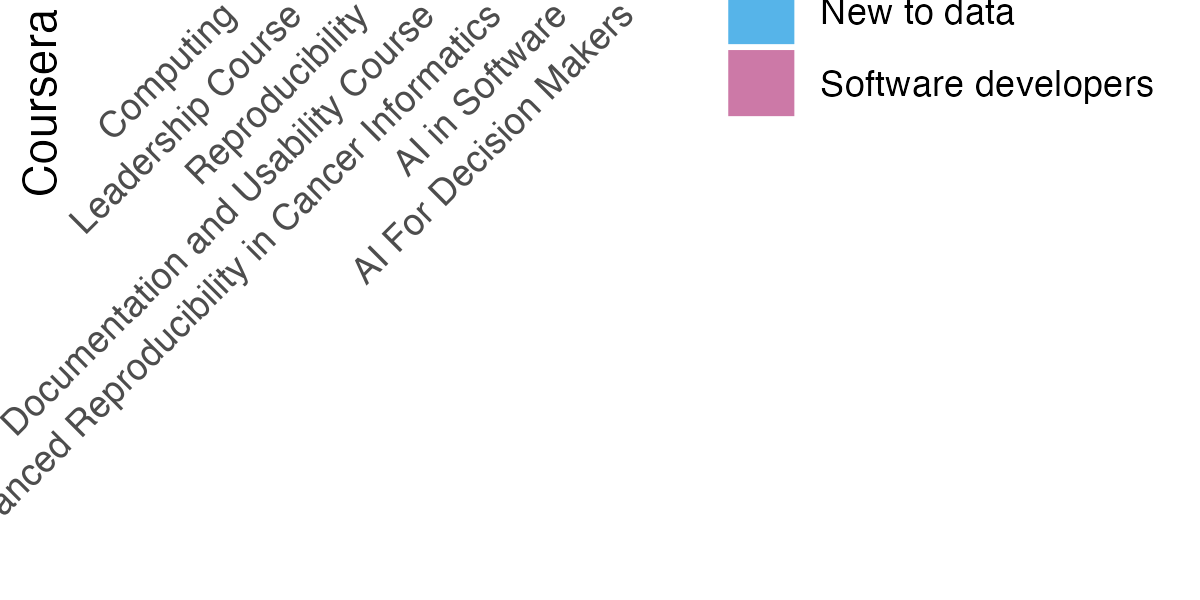 Coursera
Computing
Leadership Course
Reproducibility
Documentation and Usability Course
Reproducibility in Cancer Informatics
AI in Software
AI For Decision Makers
New to data
Software developers